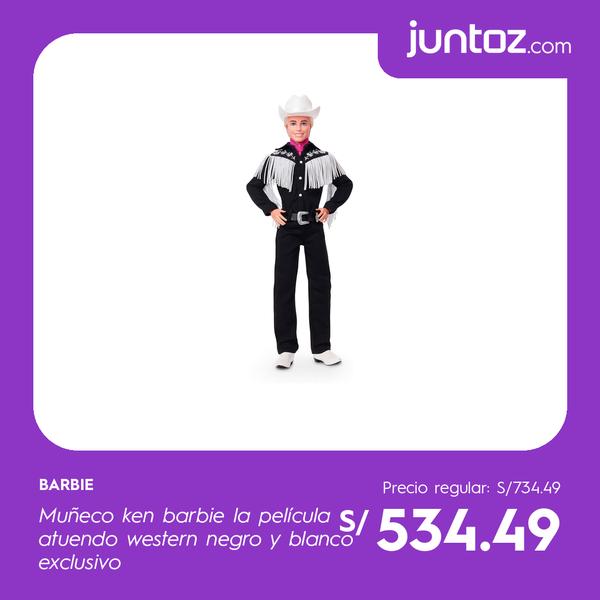 juntoz.com
BARBIE
Muñeco ken barbie la película
atuendo western negro y blanco
exclusivo
Precio regular: S/734.49
S/ 534.49